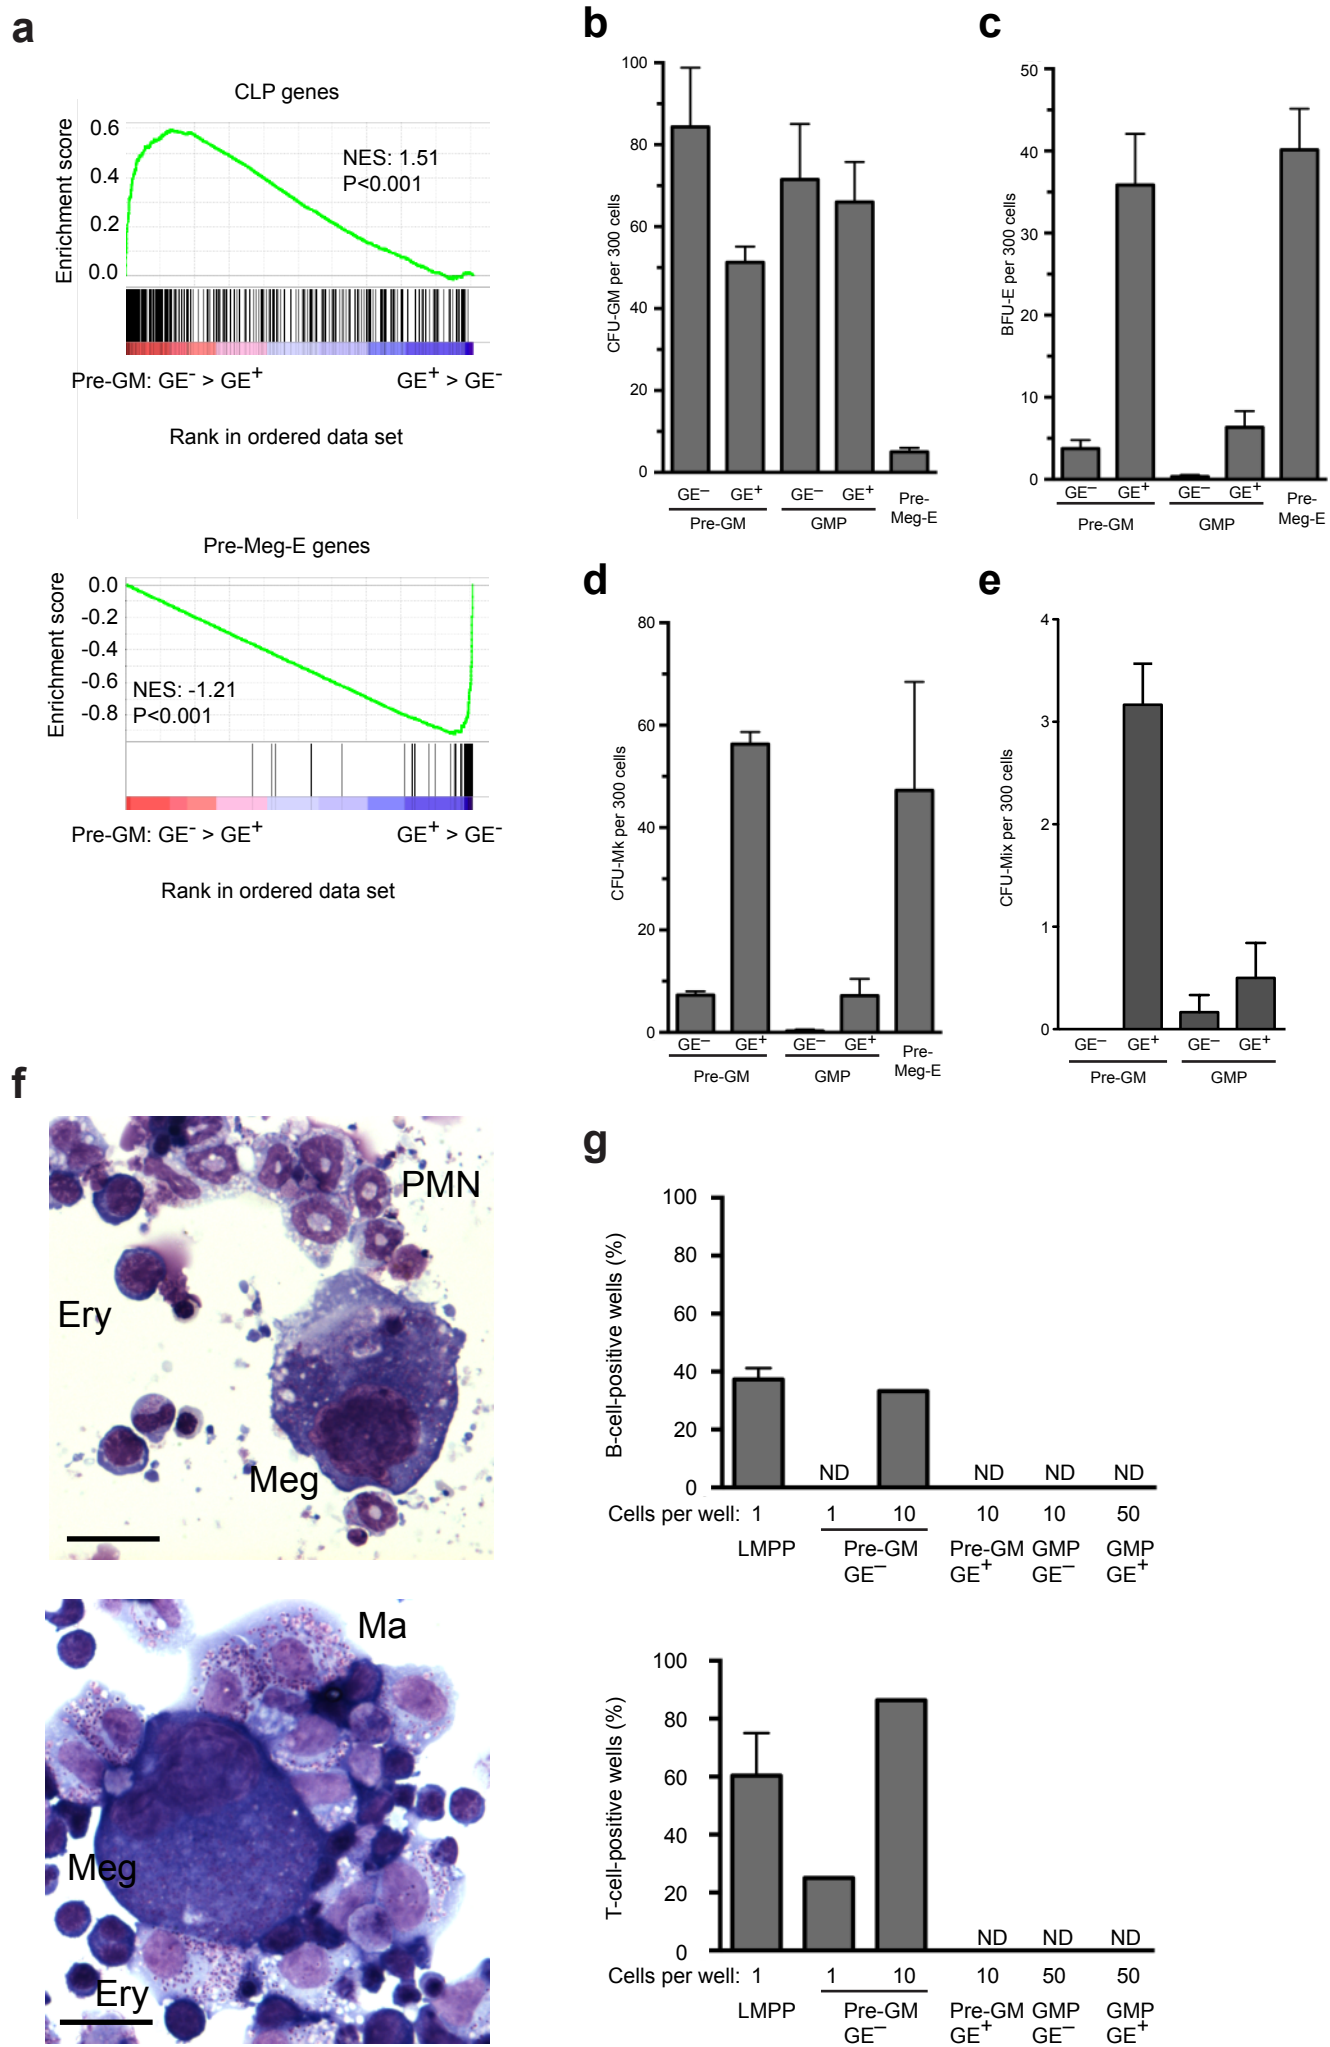 a
CLP genes
Enrichment score
0.6
0.4
0.2
0.0
NES: 1.51
P<0.001
Pre-GM: GE⁻ > GE⁺
GE⁺ > GE⁻
Rank in ordered data set
Pre-Meg-E genes
Enrichment score
0.0
-0.2
-0.4
-0.6
-0.8
NES: -1.21
P<0.001
Pre-GM: GE⁻ > GE⁺
GE⁺ > GE⁻
Rank in ordered data set
b
CFU-GM per 300 cells
100
80
60
40
20
0
GE⁻ GE⁺ GE⁻ GE⁺ Pre-
Meg-E
Pre-GM GMP
c
BFU-E per 300 cells
50
40
30
20
10
0
GE⁻ GE⁺ GE⁻ GE⁺ Pre-
Meg-E
Pre-GM GMP
d
CFU-Mk per 300 cells
80
60
40
20
0
GE⁻ GE⁺ GE⁻ GE⁺ Pre-
Meg-E
Pre-GM GMP
e
CFU-Mix per 300 cells
4
3
2
1
0
GE⁻ GE⁺ GE⁻ GE⁺
Pre-GM GMP
f
PMN
Ery
Meg
Ma
Meg
Ery
g
B-cell-positive wells (%)
100
80
60
40
20
0
ND ND ND ND
Cells per well: 1 1 10 10 10 50
LMPP Pre-GM Pre-GM GMP GMP
GE⁻ GE⁺ GE⁻ GE⁺
T-cell-positive wells (%)
100
80
60
40
20
0
ND ND ND
Cells per well: 1 1 10 10 50 50
LMPP Pre-GM Pre-GM GMP GMP
GE⁻ GE⁺ GE⁻ GE⁺